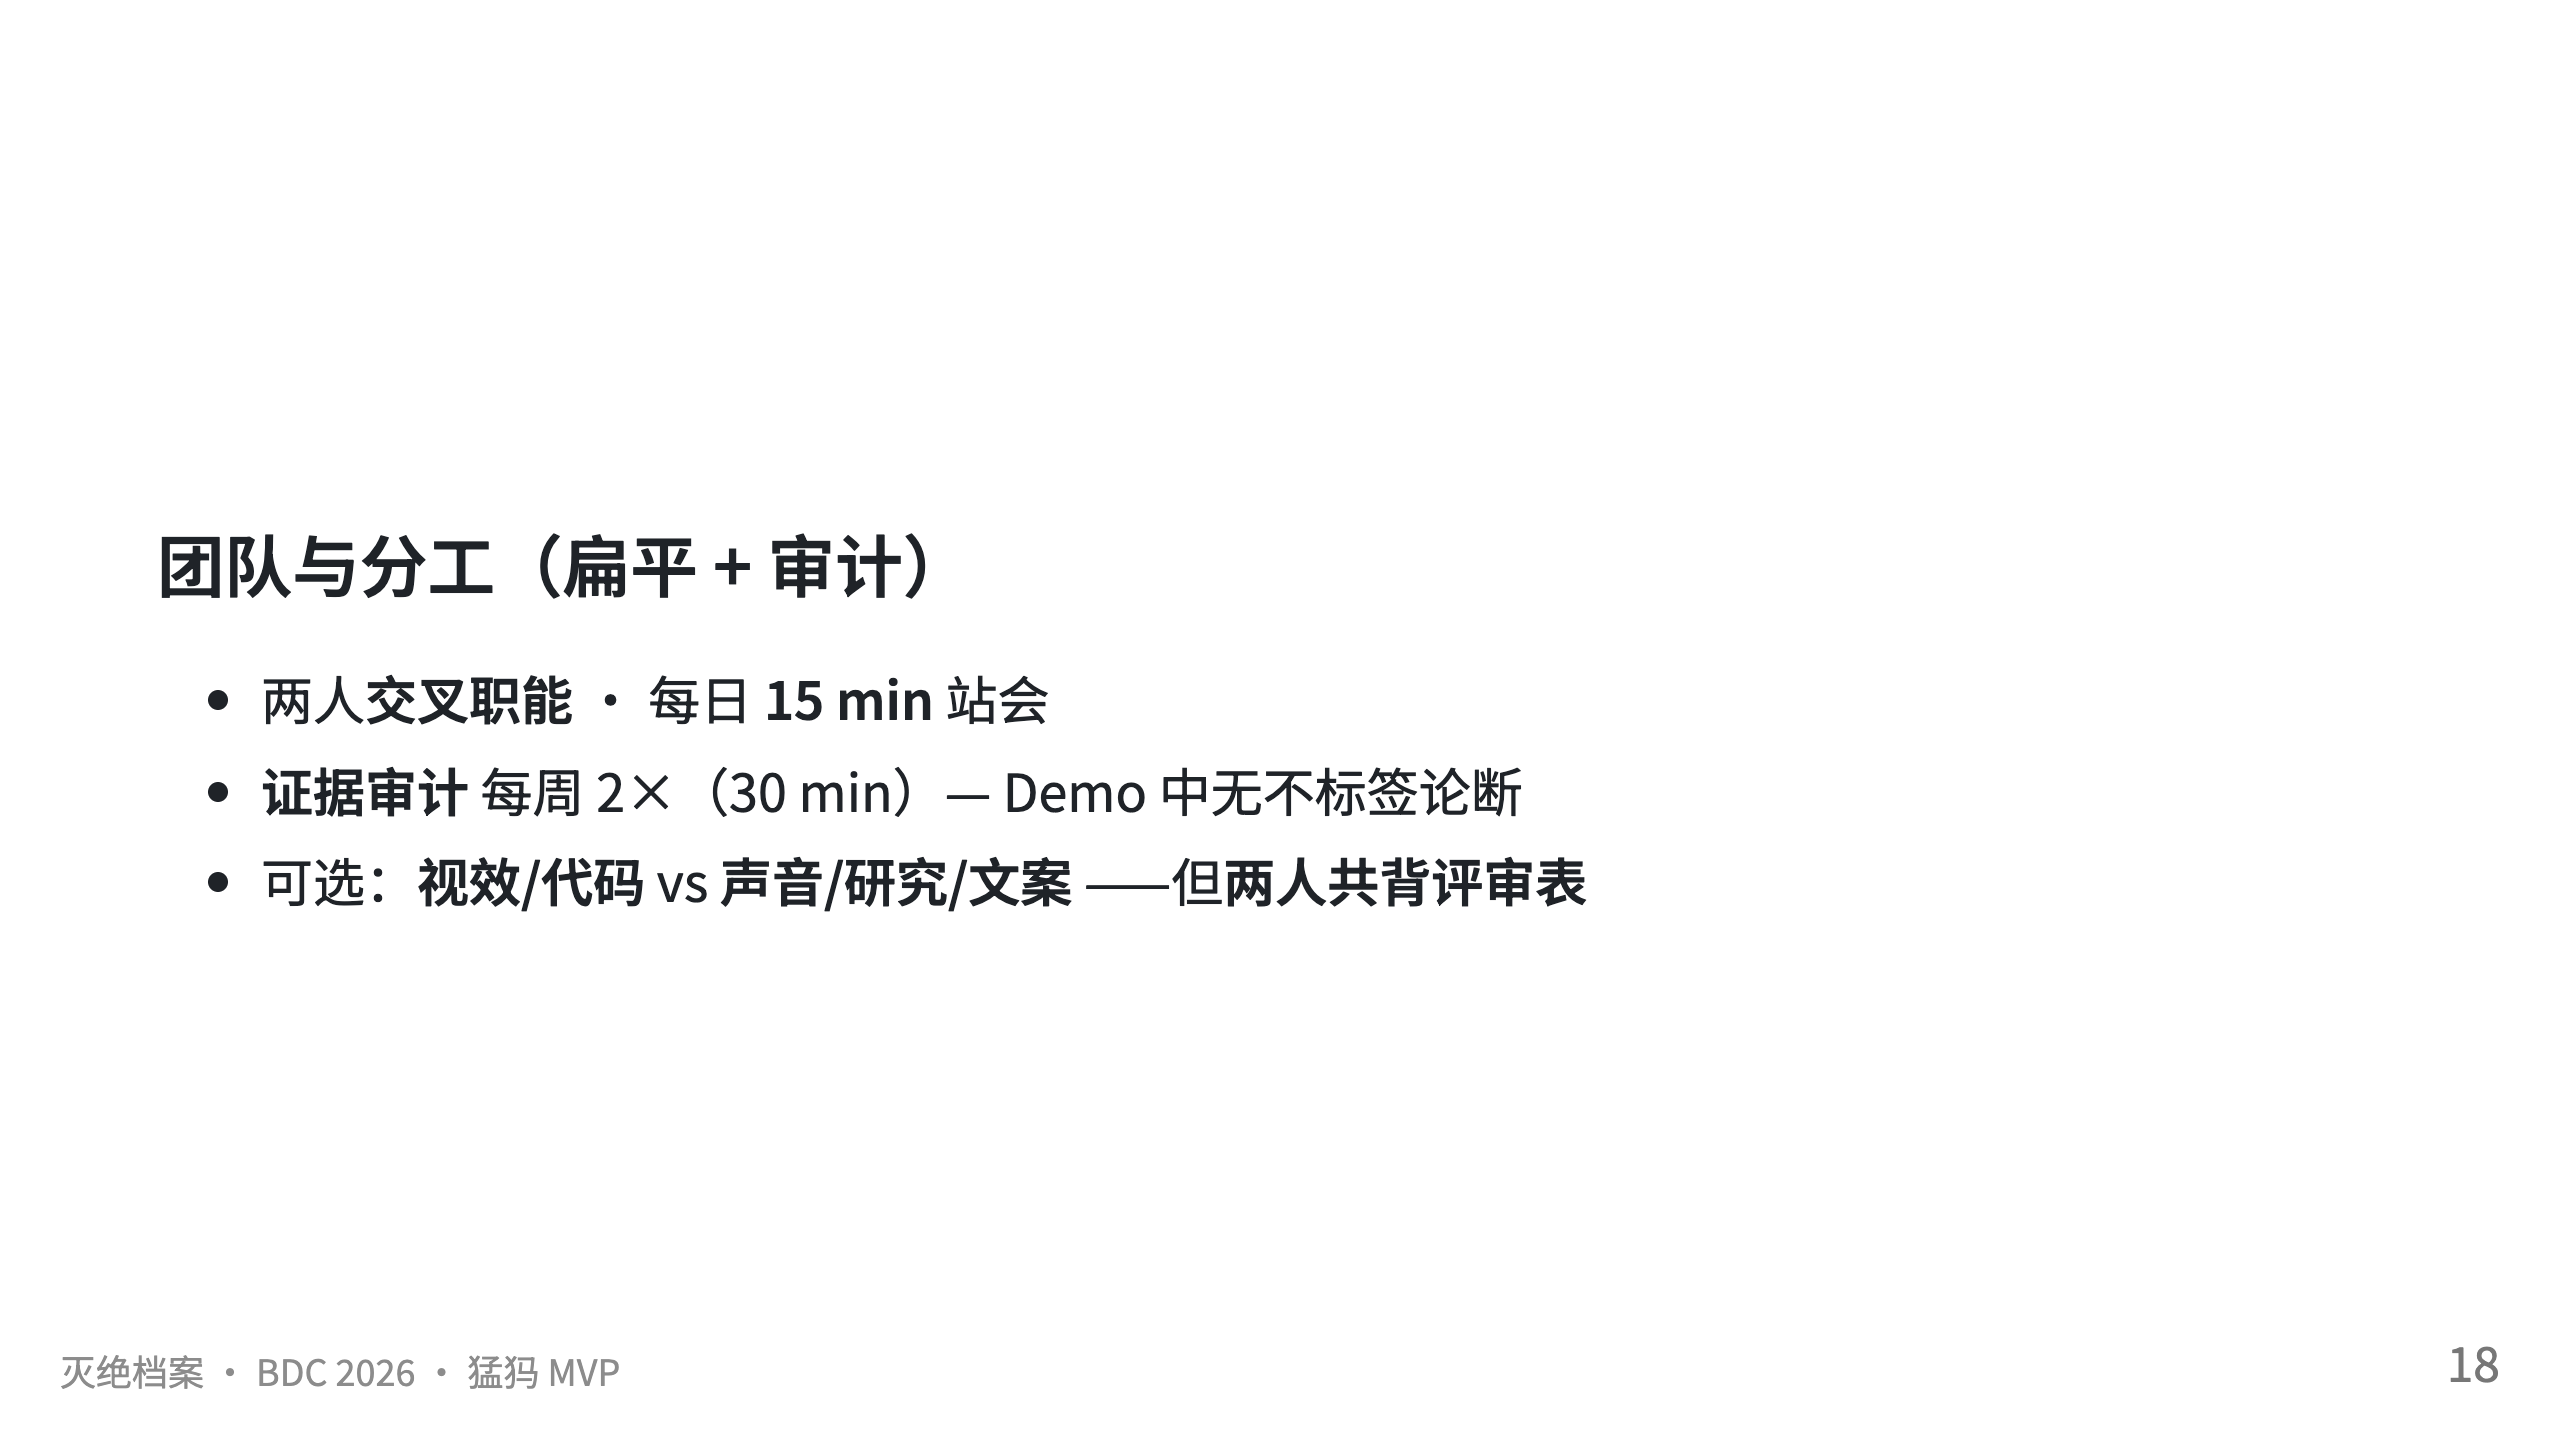 团队与分工（扁平 + 审计）
• 两人交叉职能 · 每日 15 min 站会
• 证据审计 每周 2×（30 min）— Demo 中无不标签论断
• 可选：视效/代码 vs 声音/研究/文案 ——但两人共背评审表
灭绝档案 · BDC 2026 · 猛犸 MVP
18